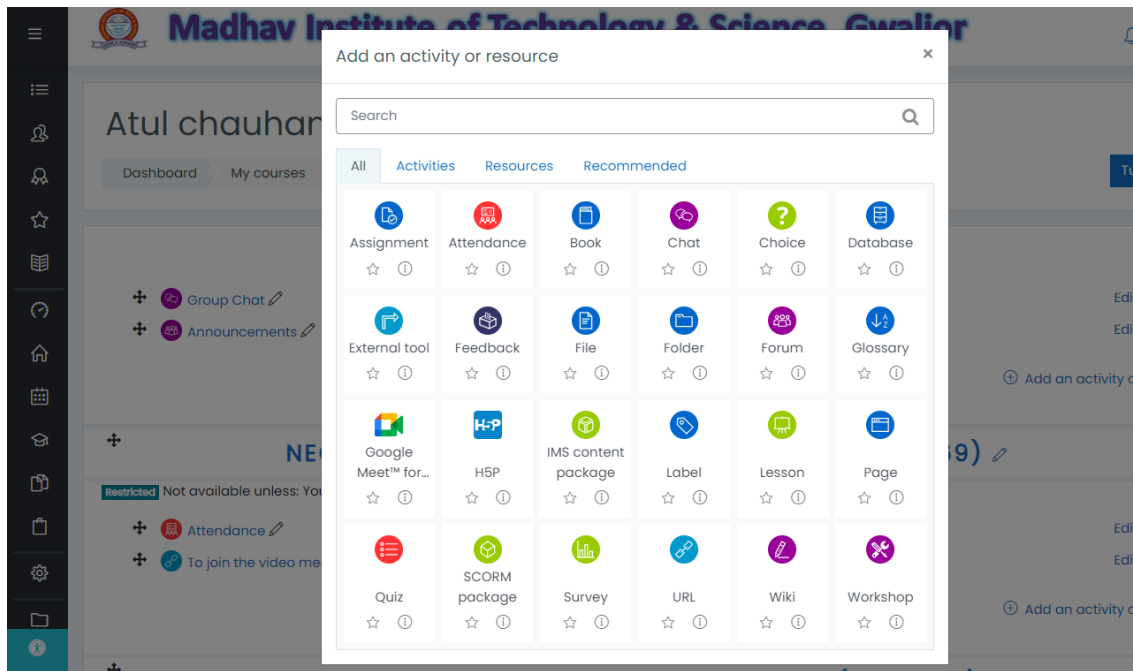 Madhav Institute of Technology & Science, Gwalior
Add an activity or resource ×
Atul chauhan
Search
Dashboard My courses
All Activities Resources Recommended
Tu
Assignment Attendance Book Chat Choice Database
Group Chat
Edi
Announcements
Edi
External tool Feedback File Folder Forum Glossary
Add an activity o
Google Meet™ for... H5P IMS content package Label Lesson Page
NE 69)
Restricted Not available unless: You
Attendance
Edi
To join the video me
Edi
Quiz SCORM package Survey URL Wiki Workshop
Add an activity o